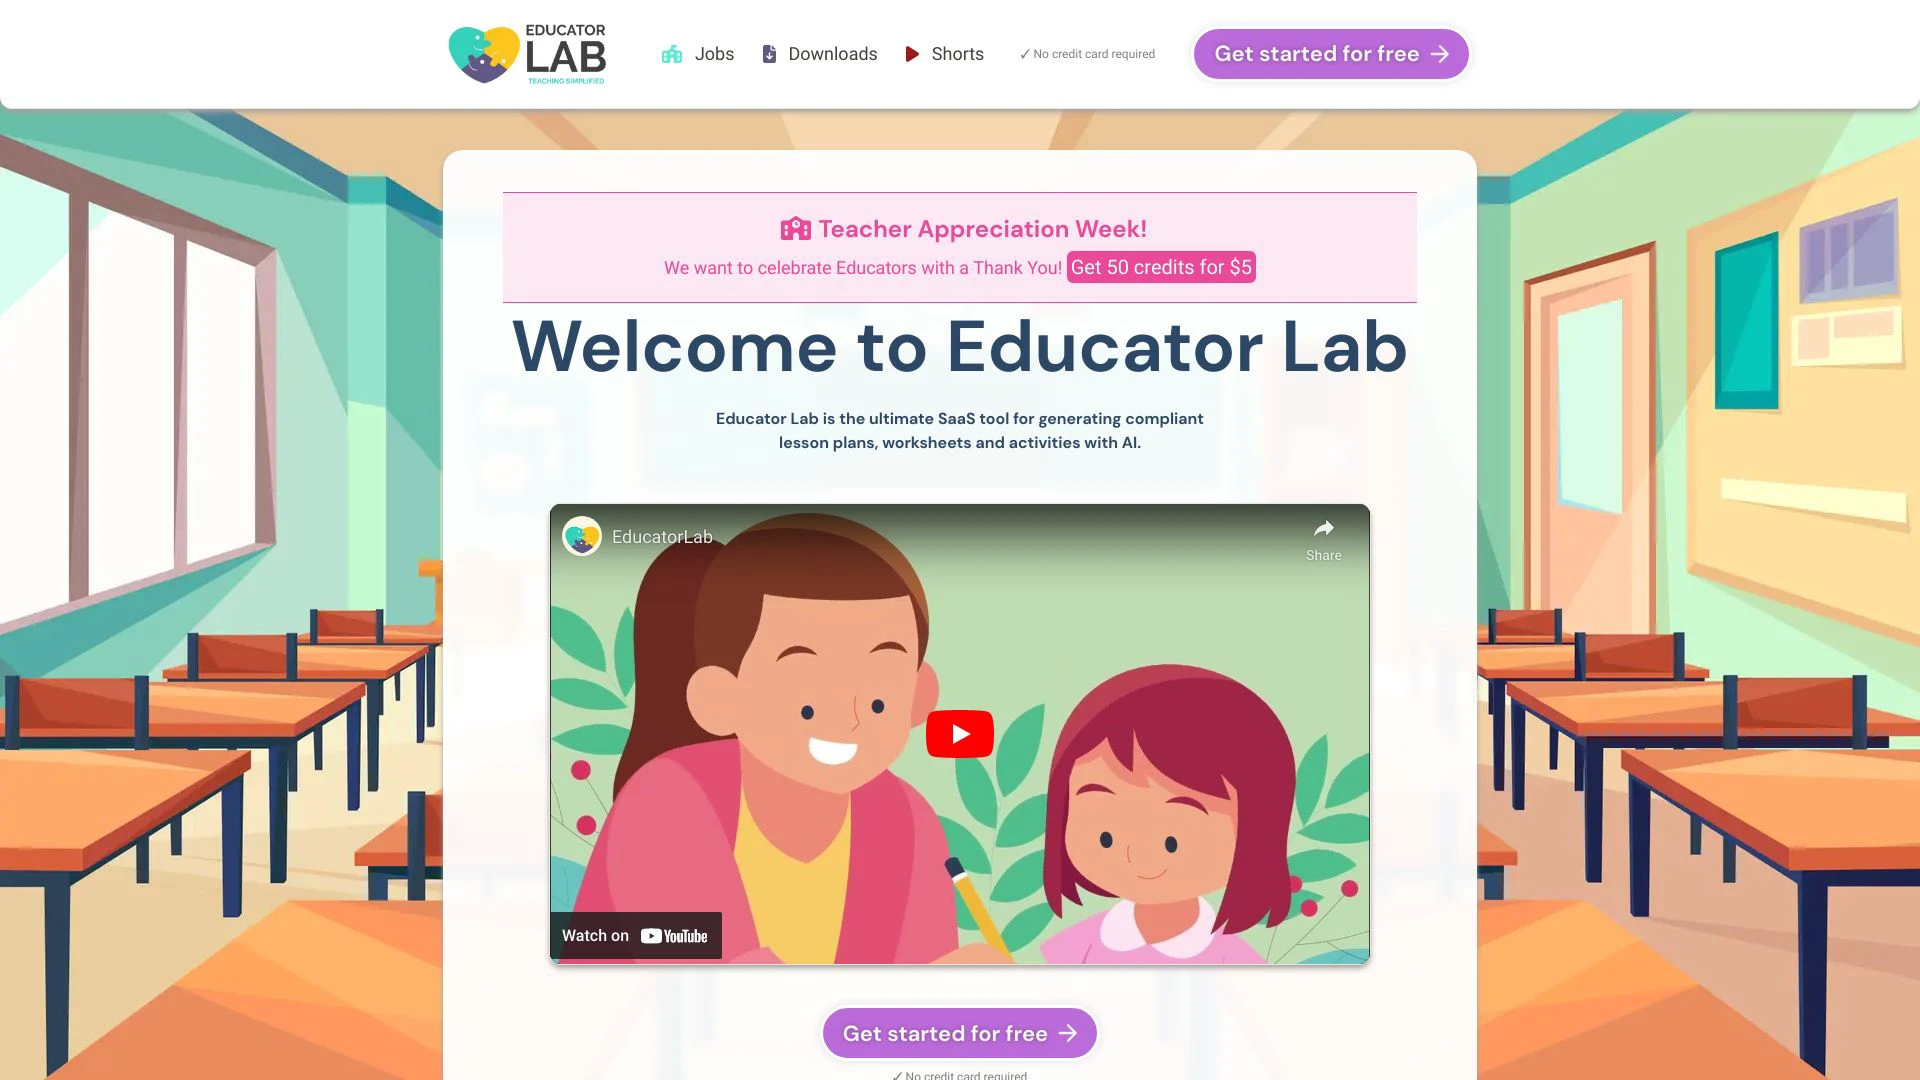 EDUCATOR
LAB
TEACHING SIMPLIFIED
Jobs
Downloads
Shorts
✓ No credit card required
Get started for free →
Teacher Appreciation Week!
We want to celebrate Educators with a Thank You! Get 50 credits for $5
Welcome to Educator Lab
Educator Lab is the ultimate SaaS tool for generating compliant
lesson plans, worksheets and activities with AI.
EducatorLab
Share
Watch on YouTube
Get started for free →
✓ No credit card required